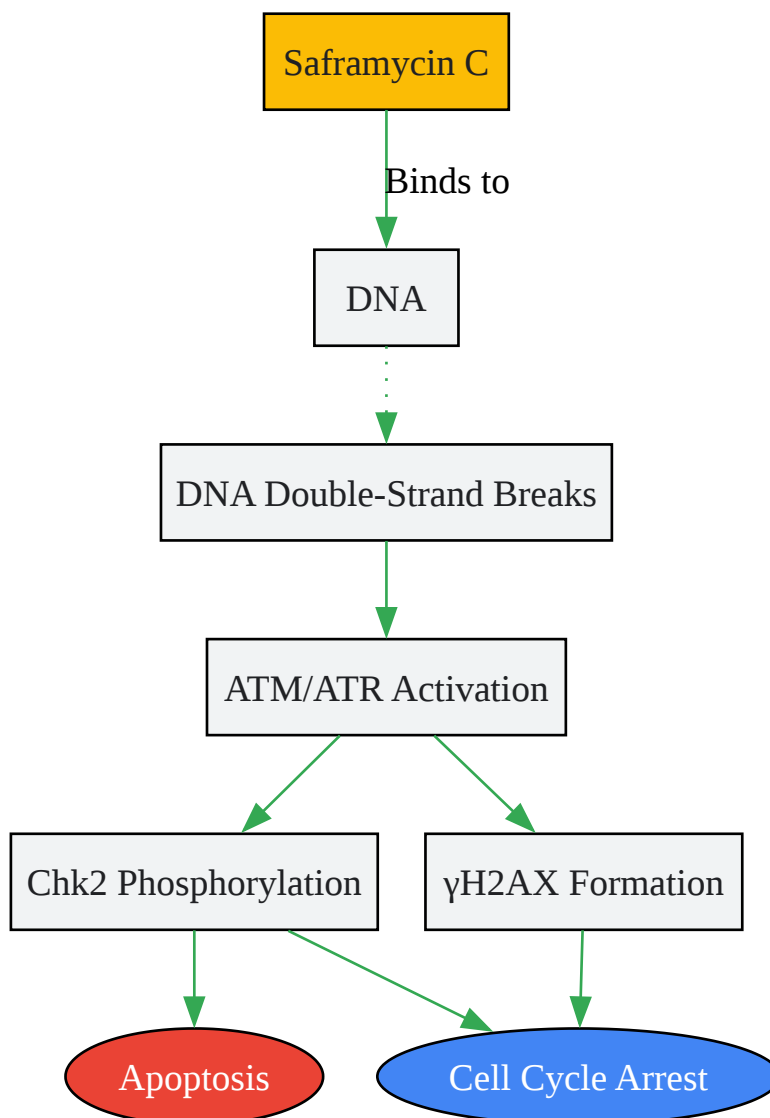 Saframycin C
Binds to
DNA
DNA Double-Strand Breaks
ATM/ATR Activation
Chk2 Phosphorylation
γH2AX Formation
Apoptosis
Cell Cycle Arrest